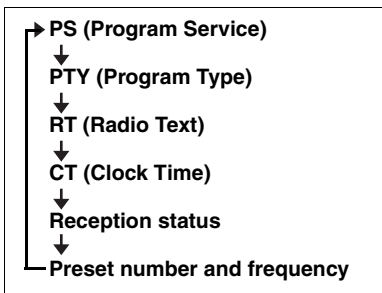 PS (Program Service)
PTY (Program Type)
RT (Radio Text)
CT (Clock Time)
Reception status
Preset number and frequency